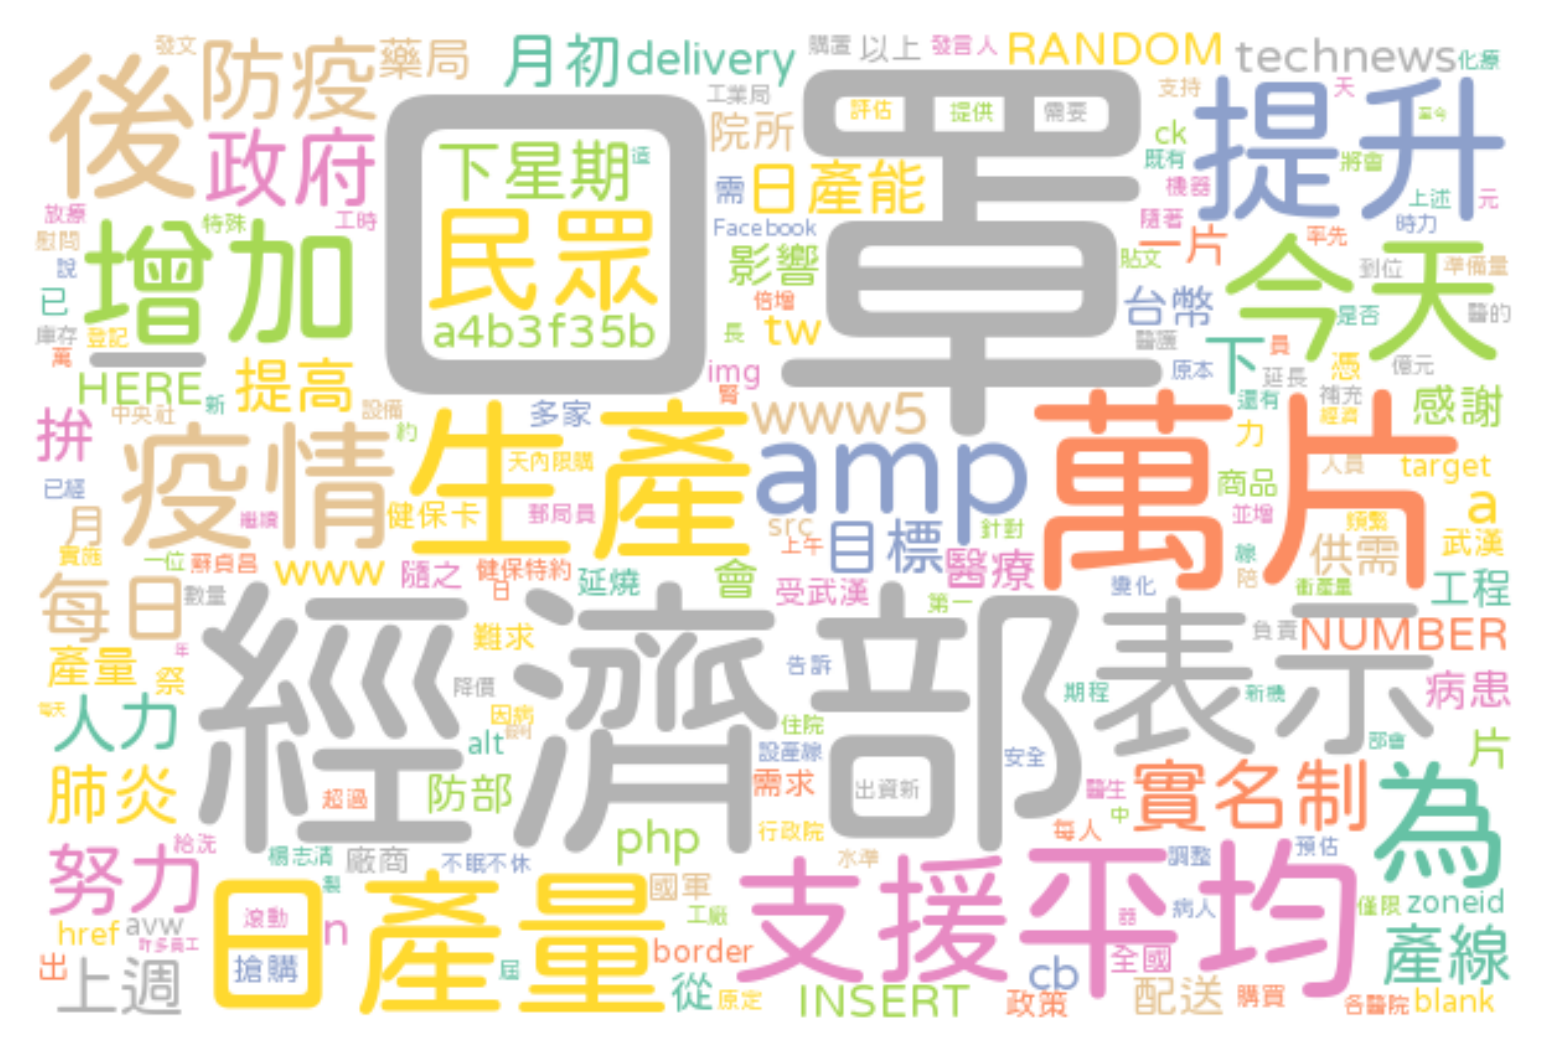 發文
後
防疫
藥局
月初
delivery
購置
以上
發言人
RANDOM
technews
化療
政府
口罩
工業局
院所
評估
提供
需要
支持
提升
天
至今
ck
既有
機器
將會
上述
元
隨著
時力
下星期
這
民眾
a4b3f35b
需
日產能
Facebook
影響
倍增
長
tw
一片
率先
貼文
今天
到位
準備量
台幣
是否
醫的
醫護
放療
特殊
工時
慰問
增加
說
已
庫存
登記
萬
一
HERE
新
提高
img
賢
原本
下
員
延長
憑
億元
還有
補充
經濟
感謝
中央社
設備
約
拚
疫情
生產
多家
天內限購
www5
amp
萬片
力
人員
target
商品
已經
月
繼續
健保卡
郵局員
src
上午
目標
針對
醫療
並增
頻繁
a
供需
武漢
實施
一位
蘇貞昌
www
隨之
健保特約
日
延燒
會
受武漢
第一
變化
線
陪
衝產量
工程
每日
數量
經濟部
表示
難求
告訴
負責
NUMBER
產量
年
祭
降價
期程
新機
病患
每天
人力
因病
alt
住院
設產線
安全
部會
片
肺炎
超過
防部
需求
出資新
醫生
中
實名制
為
php
行政院
每人
努力
給洗
楊志清
廠商
不眠不休
水準
調整
預估
製
日產量
國軍
支援
平均
器
病人
僅限
zoneid
href
avw
許多員工
滾動
n
工廠
border
全國
產線
出
上週
搶購
屆
從
原定
INSERT
cb
政策
配送
購買
各醫院
blank